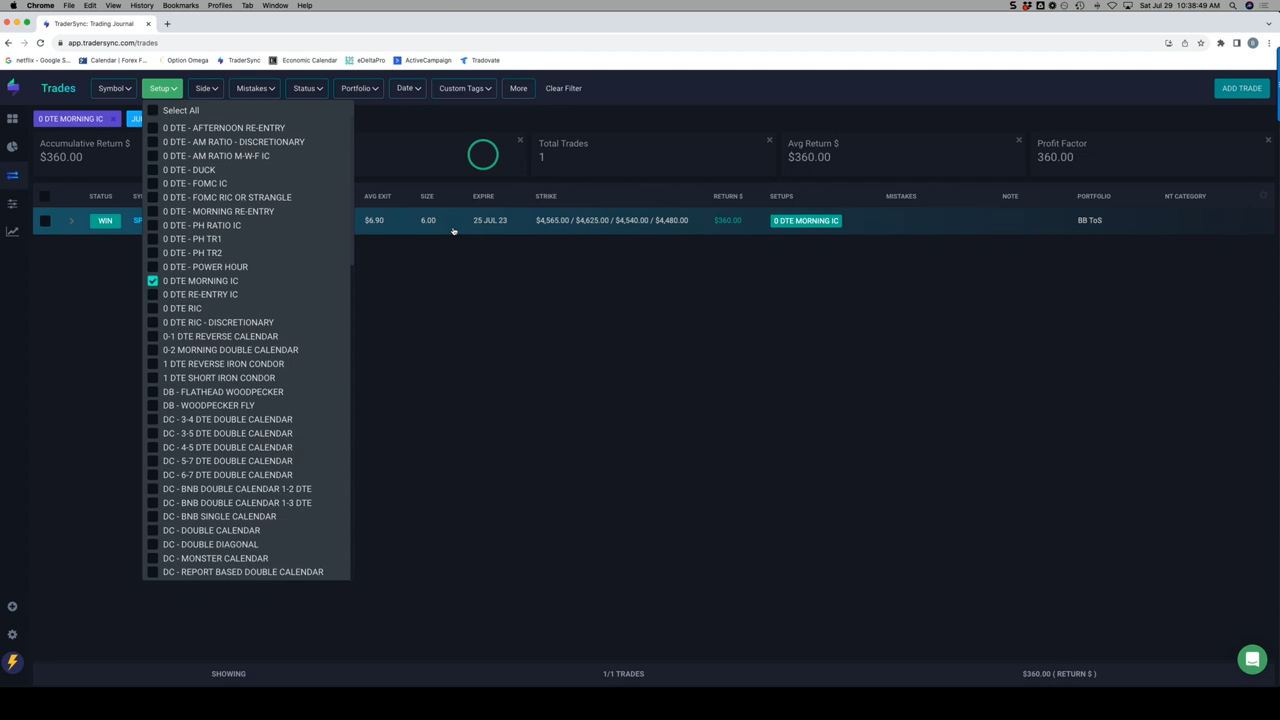 Chrome File Edit View History Bookmarks Profiles Tab Window Help Sat Jul 29 10:38:49 AM
TraderSync: Trading Journal
app.tradersync.com/trades
netflix - Google S... Calendar | Forex F... Option Omega TraderSync Economic Calendar eDeltaPro ActiveCampaign Tradovate
Trades Symbol Setup Side Mistakes Status Portfolio Date Custom Tags More Clear Filter ADD TRADE
0 DTE MORNING IC
Accumulative Return $
$360.00
Total Trades
1
Avg Return $
$360.00
Profit Factor
360.00
STATUS AVG EXIT SIZE EXPIRE STRIKE RETURN $ SETUPS MISTAKES NOTE PORTFOLIO NT CATEGORY
WIN $6.90 6.00 25 JUL 23 $4,565.00 / $4,625.00 / $4,540.00 / $4,480.00 $360.00 0 DTE MORNING IC BB ToS
Select All
0 DTE - AFTERNOON RE-ENTRY
0 DTE - AM RATIO - DISCRETIONARY
0 DTE - AM RATIO M-W-F IC
0 DTE - DUCK
0 DTE - FOMC IC
0 DTE - FOMC RIC OR STRANGLE
0 DTE - MORNING RE-ENTRY
0 DTE - PH RATIO IC
0 DTE - PH TR1
0 DTE - PH TR2
0 DTE - POWER HOUR
0 DTE MORNING IC
0 DTE RE-ENTRY IC
0 DTE RIC
0 DTE RIC - DISCRETIONARY
0-1 DTE REVERSE CALENDAR
0-2 MORNING DOUBLE CALENDAR
1 DTE REVERSE IRON CONDOR
1 DTE SHORT IRON CONDOR
DB - FLATHEAD WOODPECKER
DB - WOODPECKER FLY
DC - 3-4 DTE DOUBLE CALENDAR
DC - 3-5 DTE DOUBLE CALENDAR
DC - 4-5 DTE DOUBLE CALENDAR
DC - 5-7 DTE DOUBLE CALENDAR
DC - 6-7 DTE DOUBLE CALENDAR
DC - BNB DOUBLE CALENDAR 1-2 DTE
DC - BNB DOUBLE CALENDAR 1-3 DTE
DC - BNB SINGLE CALENDAR
DC - DOUBLE CALENDAR
DC - DOUBLE DIAGONAL
DC - MONSTER CALENDAR
DC - REPORT BASED DOUBLE CALENDAR
SHOWING 1/1 TRADES $360.00 ( RETURN $ )